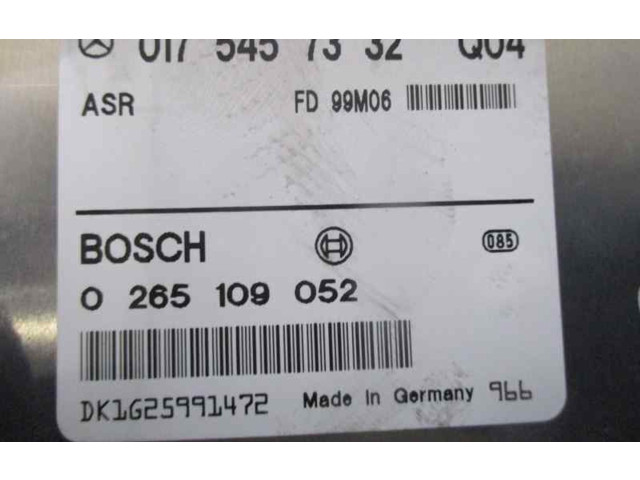 017 545 73 32 Q04
ASR FD 99M06
BOSCH 085
0 265 109 052
DK1G25991472 Made In Germany 966